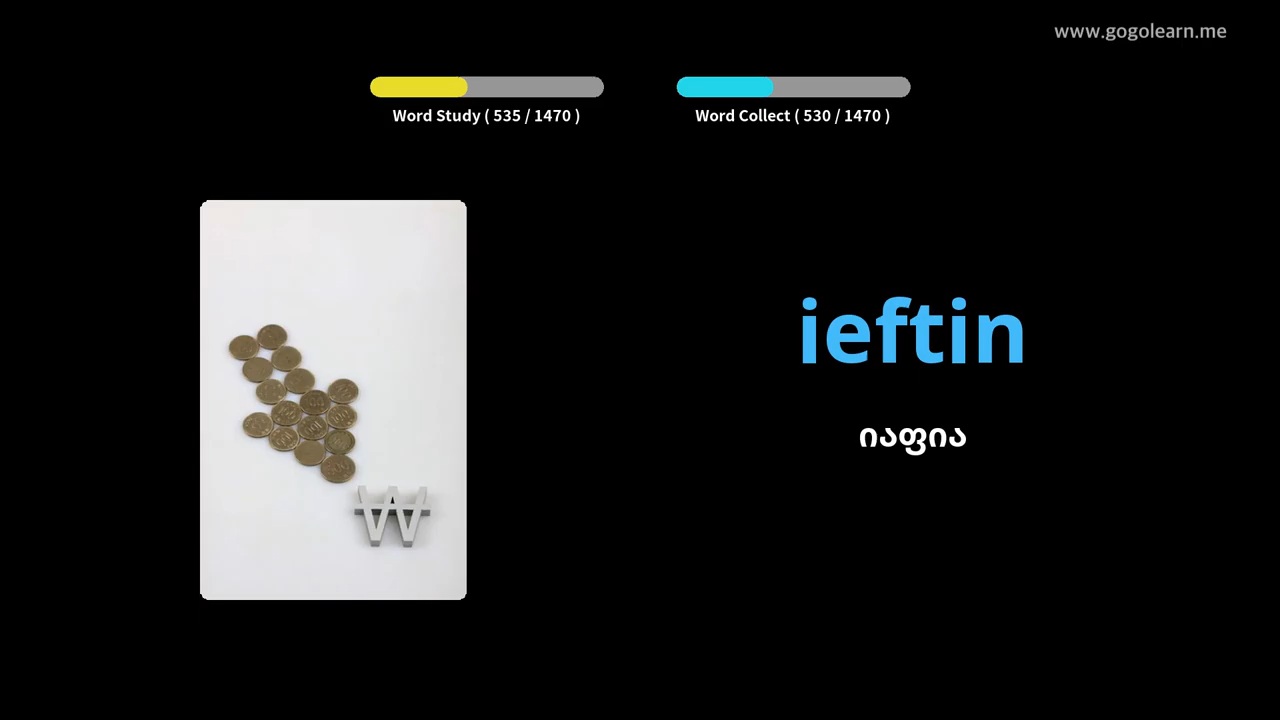 www.gogolearn.me
Word Study ( 535 / 1470 )
Word Collect ( 530 / 1470 )
ieftin
იაფია